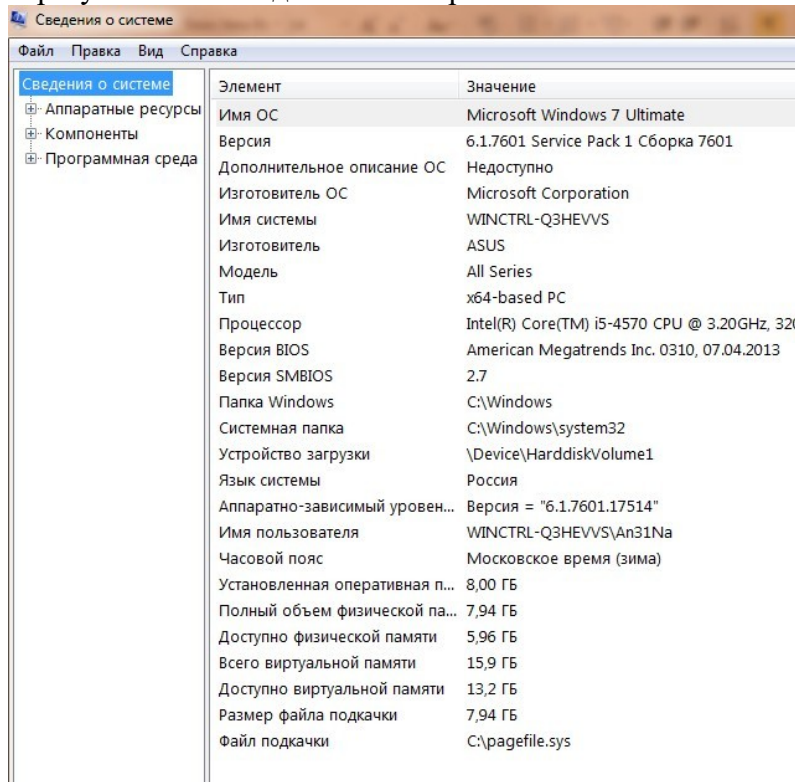 Сведения о системе
Файл Правка Вид Справка
Сведения о системе
Аппаратные ресурсы
Компоненты
Программная среда
Элемент Значение
Имя ОС Microsoft Windows 7 Ultimate
Версия 6.1.7601 Service Pack 1 Сборка 7601
Дополнительное описание ОС Недоступно
Изготовитель ОС Microsoft Corporation
Имя системы WINCTRL-Q3HEVVS
Изготовитель ASUS
Модель All Series
Тип x64-based PC
Процессор Intel(R) Core(TM) i5-4570 CPU @ 3.20GHz, 320
Версия BIOS American Megatrends Inc. 0310, 07.04.2013
Версия SMBIOS 2.7
Папка Windows C:\Windows
Системная папка C:\Windows\system32
Устройство загрузки \Device\HarddiskVolume1
Язык системы Россия
Аппаратно-зависимый уровен... Версия = "6.1.7601.17514"
Имя пользователя WINCTRL-Q3HEVVS\An31Na
Часовой пояс Московское время (зима)
Установленная оперативная п... 8,00 ГБ
Полный объем физической па... 7,94 ГБ
Доступно физической памяти 5,96 ГБ
Всего виртуальной памяти 15,9 ГБ
Доступно виртуальной памяти 13,2 ГБ
Размер файла подкачки 7,94 ГБ
Файл подкачки C:\pagefile.sys